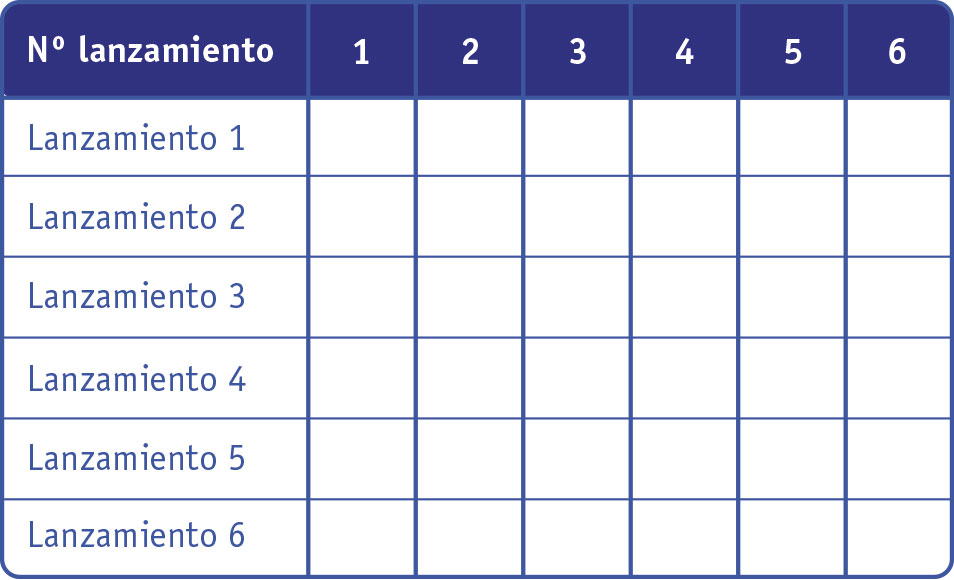 Nº lanzamiento 1 2 3 4 5 6
Lanzamiento 1
Lanzamiento 2
Lanzamiento 3
Lanzamiento 4
Lanzamiento 5
Lanzamiento 6